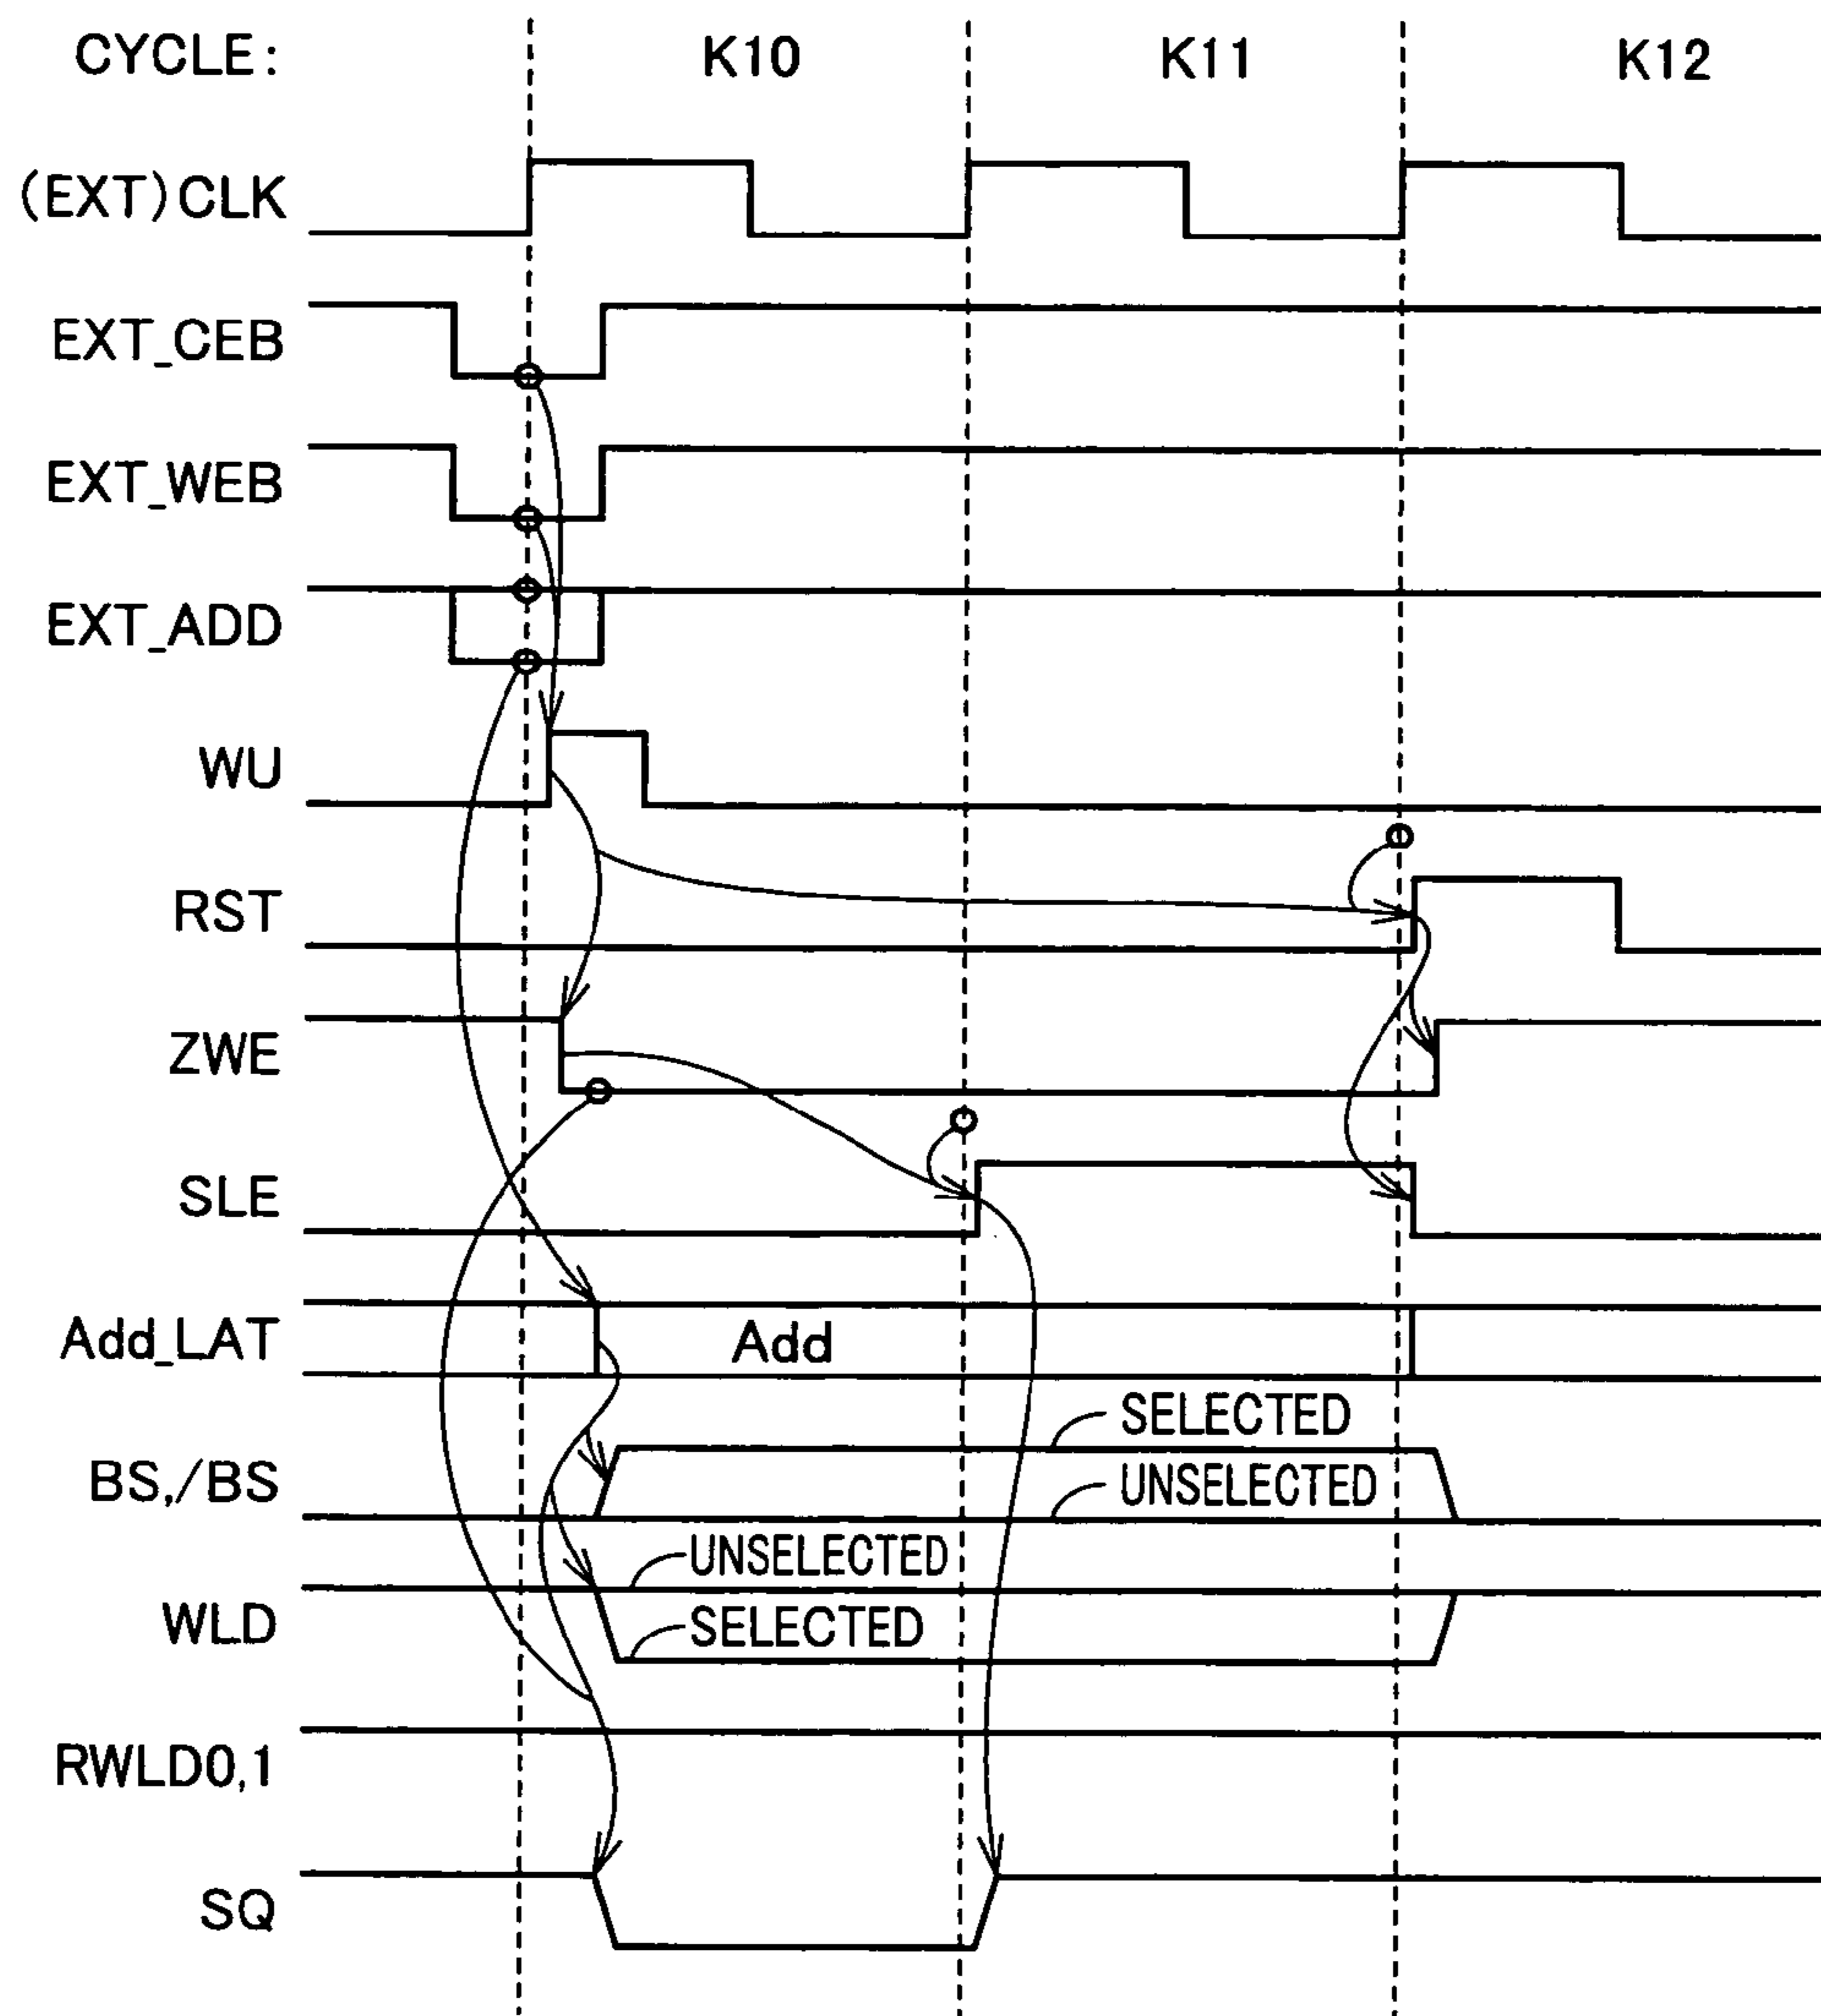 CYCLE: K10 K11 K12
(EXT)CLK
EXT_CEB
EXT_WEB
EXT_ADD
WU
RST
ZWE
SLE
Add_LAT Add
SELECTED
BS,/BS
UNSELECTED
UNSELECTED
WLD
SELECTED
RWLD0,1
SQ